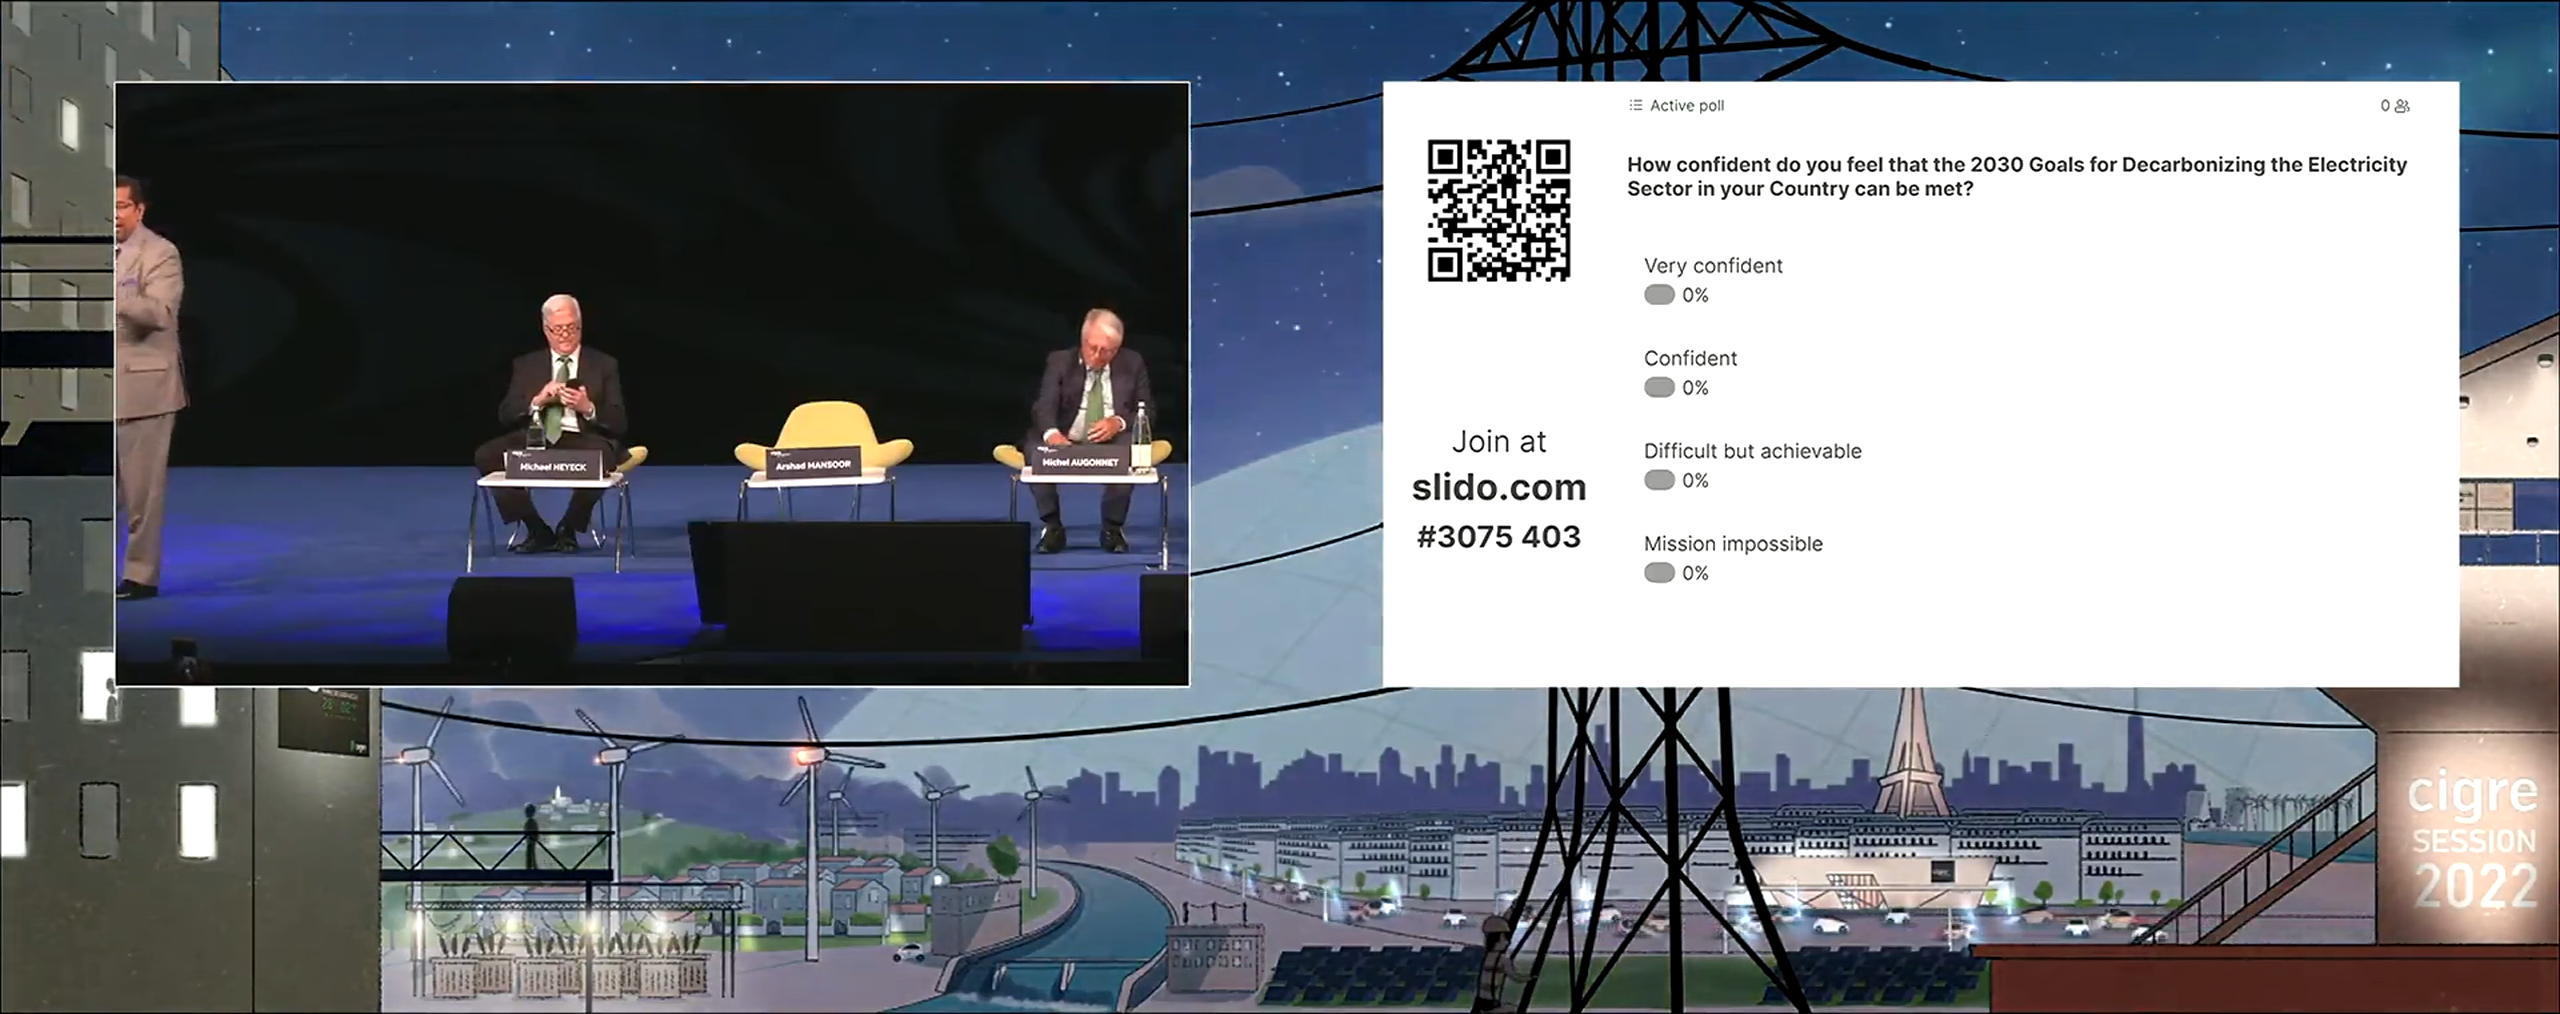 Active poll
0
How confident do you feel that the 2030 Goals for Decarbonizing the Electricity
Sector in your Country can be met?
Very confident
0%
Confident
0%
Difficult but achievable
0%
Mission impossible
0%
Join at
slido.com
#3075 403
Michael HEYECK
Arshad MANSOOR
Michel AUGONNET
cigre
SESSION
2022